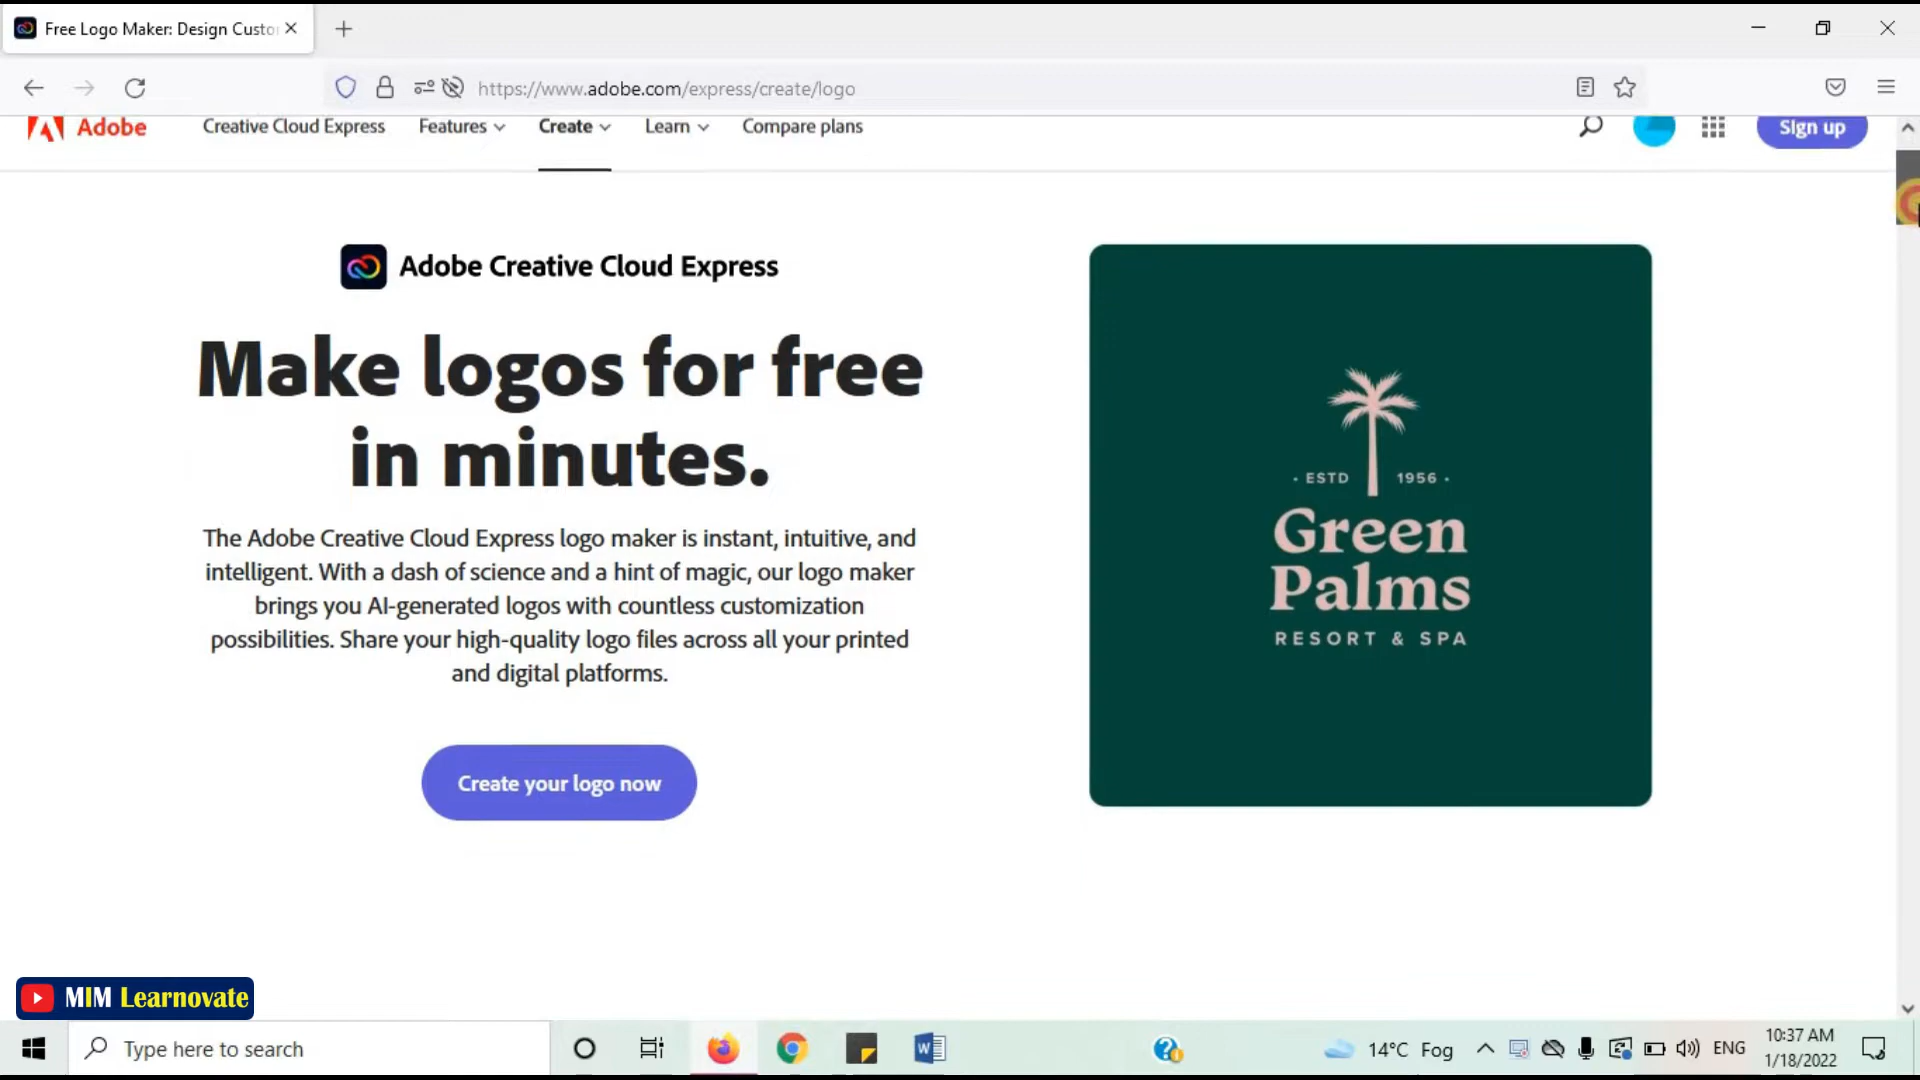 Free Logo Maker: Design Custo
https://www.adobe.com/express/create/logo
Adobe
Creative Cloud Express
Features
Create
Learn
Compare plans
Sign up
Adobe Creative Cloud Express
Make logos for free
in minutes.
The Adobe Creative Cloud Express logo maker is instant, intuitive, and
intelligent. With a dash of science and a hint of magic, our logo maker
brings you AI-generated logos with countless customization
possibilities. Share your high-quality logo files across all your printed
and digital platforms.
Create your logo now
· ESTD 1956 ·
Green
Palms
RESORT & SPA
MIM Learnovate
Type here to search
14°C Fog
ENG
10:37 AM
1/18/2022